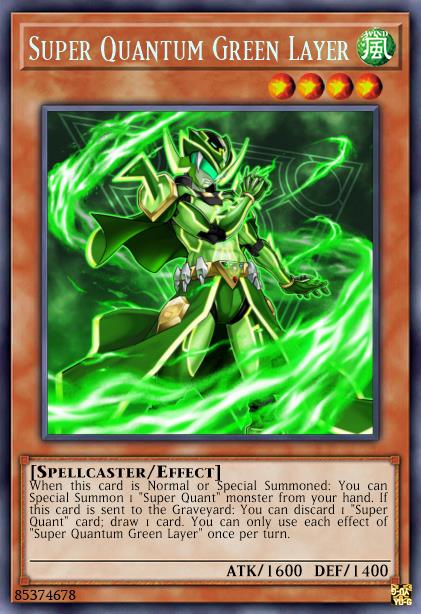 Super Quantum Green Layer
WIND
風
[Spellcaster/Effect]
When this card is Normal or Special Summoned: You can
Special Summon 1 "Super Quant" monster from your hand. If
this card is sent to the Graveyard: You can discard 1 "Super
Quant" card; draw 1 card. You can only use each effect of
"Super Quantum Green Layer" once per turn.
ATK/1600 DEF/1400
85374678